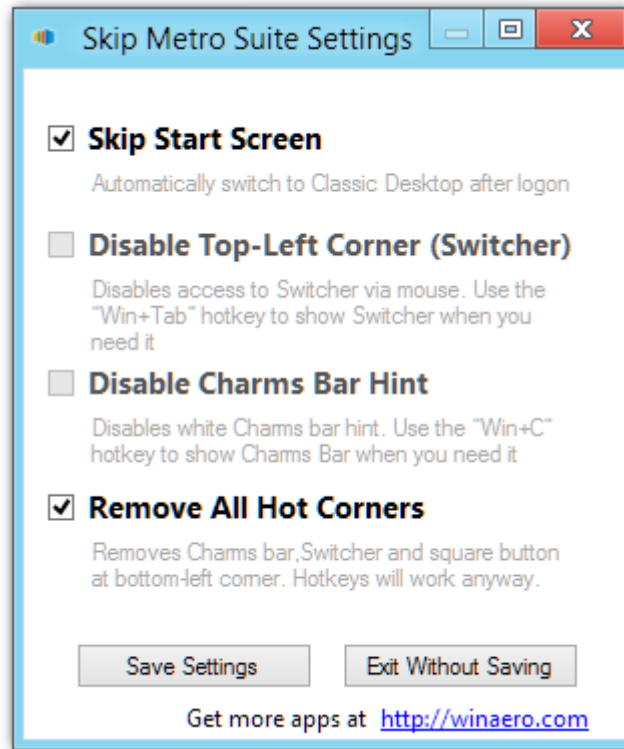 Skip Metro Suite Settings
Skip Start Screen
Automatically switch to Classic Desktop after logon
Disable Top-Left Corner (Switcher)
Disables access to Switcher via mouse. Use the
"Win+Tab" hotkey to show Switcher when you
need it
Disable Charms Bar Hint
Disables white Charms bar hint. Use the "Win+C"
hotkey to show Charms Bar when you need it
Remove All Hot Corners
Removes Charms bar,Switcher and square button
at bottom-left corner. Hotkeys will work anyway.
Save Settings Exit Without Saving
Get more apps at http://winaero.com